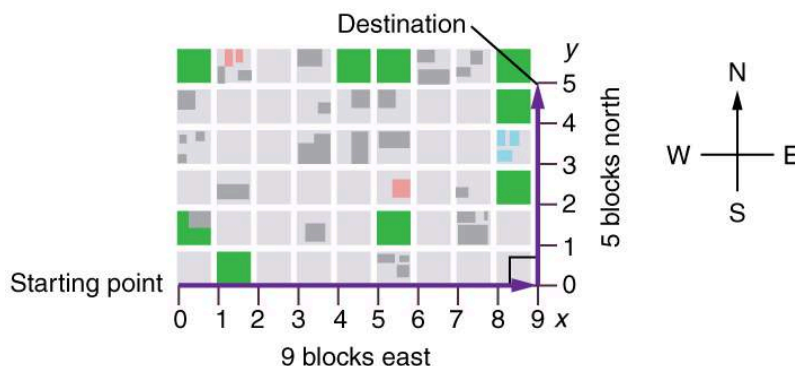 Destination
y
5
4
3
2
1
0
5 blocks north
N
W E
S
Starting point
0 1 2 3 4 5 6 7 8 9 x
9 blocks east